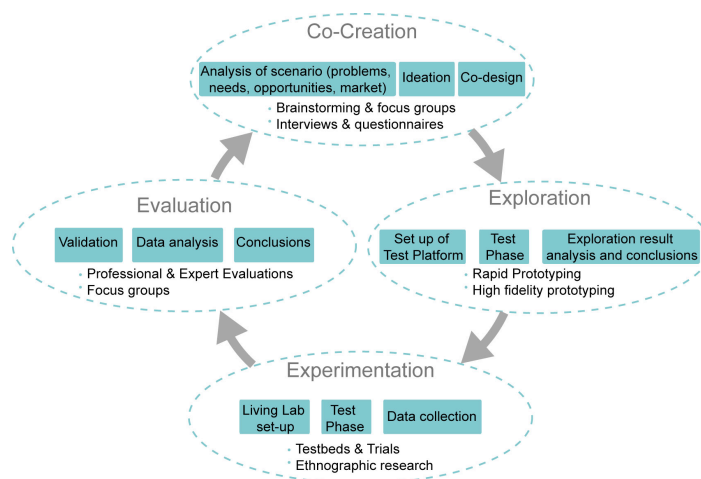 Co-Creation
Analysis of scenario (problems,
needs, opportunities, market)
Ideation
Co-design
Brainstorming & focus groups
Interviews & questionnaires
Evaluation
Validation
Data analysis
Conclusions
Professional & Expert Evaluations
Focus groups
Exploration
Set up of
Test Platform
Test
Phase
Exploration result
analysis and conclusions
Rapid Prototyping
High fidelity prototyping
Experimentation
Living Lab
set-up
Test
Phase
Data collection
Testbeds & Trials
Ethnographic research